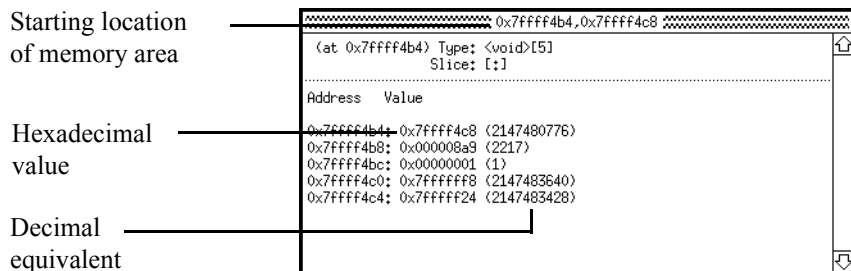 Starting location
of memory area
Hexadecimal
value
Decimal
equivalent
0x7ffff4b4,0x7ffff4c8
(at 0x7ffff4b4) Type: <void>[5]
Slice: [:]
Address Value
0x7ffff4b4: 0x7ffff4c8 (2147480776)
0x7ffff4b8: 0x000008a9 (2217)
0x7ffff4bc: 0x00000001 (1)
0x7ffff4c0: 0x7ffffff8 (2147483640)
0x7ffff4c4: 0x7fffff24 (2147483428)